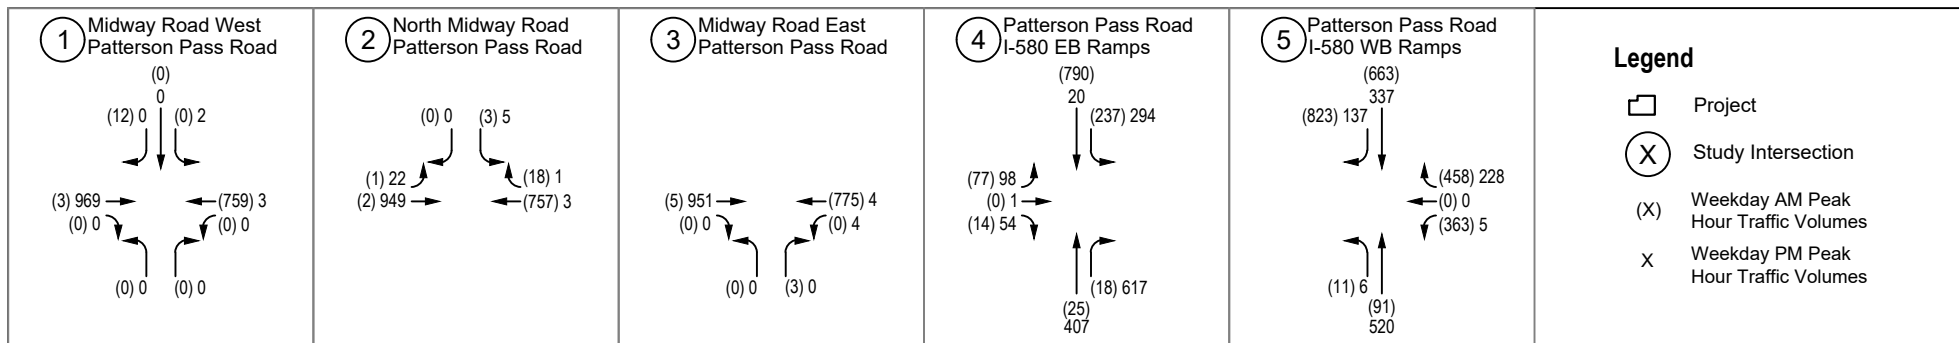 1
Midway Road West
Patterson Pass Road
(0)
0
(12) 0
(0) 2
(3) 969
(0) 0
(759) 3
(0) 0
(0) 0
(0) 0
2
North Midway Road
Patterson Pass Road
(0) 0
(3) 5
(1) 22
(2) 949
(18) 1
(757) 3
3
Midway Road East
Patterson Pass Road
(5) 951
(0) 0
(775) 4
(0) 4
(0) 0
(3) 0
4
Patterson Pass Road
I-580 EB Ramps
(790)
20
(237) 294
(77) 98
(0) 1
(14) 54
(18) 617
(25)
407
5
Patterson Pass Road
I-580 WB Ramps
(663)
337
(823) 137
(458) 228
(0) 0
(363) 5
(11) 6
(91)
520
Legend
Project
X
Study Intersection
(X)
Weekday AM Peak
Hour Traffic Volumes
X
Weekday PM Peak
Hour Traffic Volumes